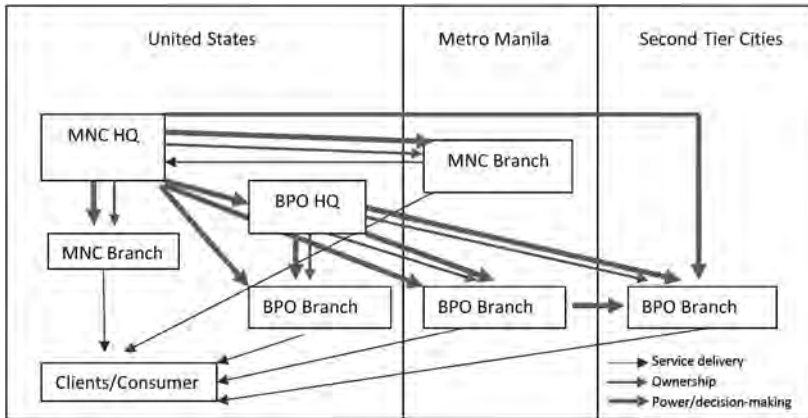 United States
Metro Manila
Second Tier Cities
MNC HQ
MNC Branch
BPO HQ
MNC Branch
BPO Branch
BPO Branch
BPO Branch
Clients/Consumer
Service delivery
Ownership
Power/decision-making